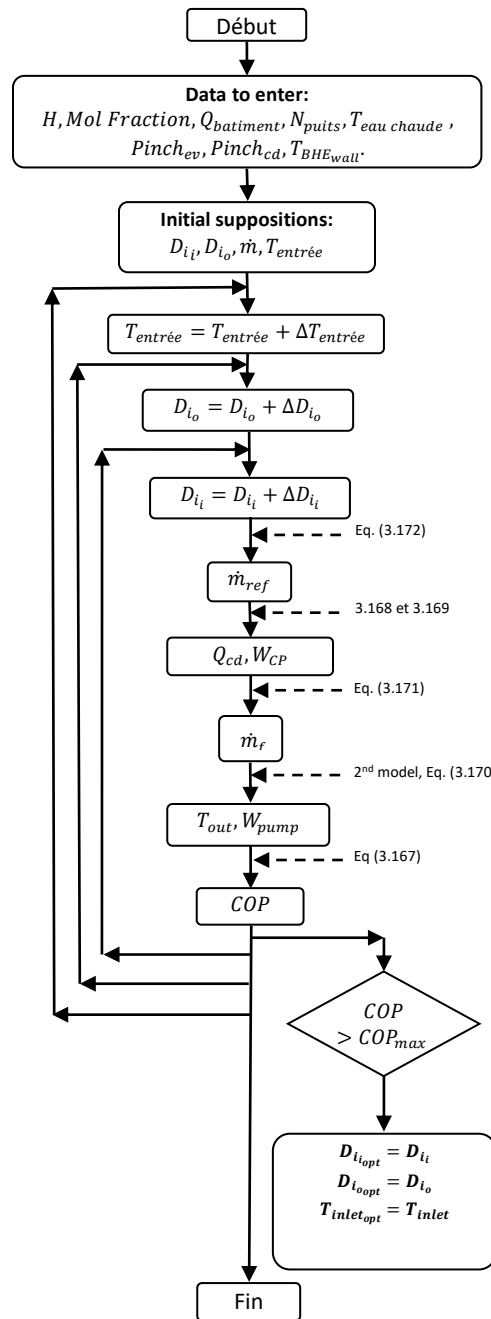 Début
Data to enter:
H, Mol Fraction, Q_batiment, N_puits, T_eau chaude ,
Pinch_ev, Pinch_cd, T_BHE_wall.
Initial suppositions:
D_i_i, D_i_o, ṁ, T_entrée
T_entrée = T_entrée + ΔT_entrée
D_i_o = D_i_o + ΔD_i_o
D_i_i = D_i_i + ΔD_i_i
Eq. (3.172)
ṁ_ref
3.168 et 3.169
Q_cd, W_CP
Eq. (3.171)
ṁ_f
2nd model, Eq. (3.170
T_out, W_pump
Eq (3.167)
COP
COP
> COP_max
D_i_i_opt = D_i_i
D_i_o_opt = D_i_o
T_inlet_opt = T_inlet
Fin